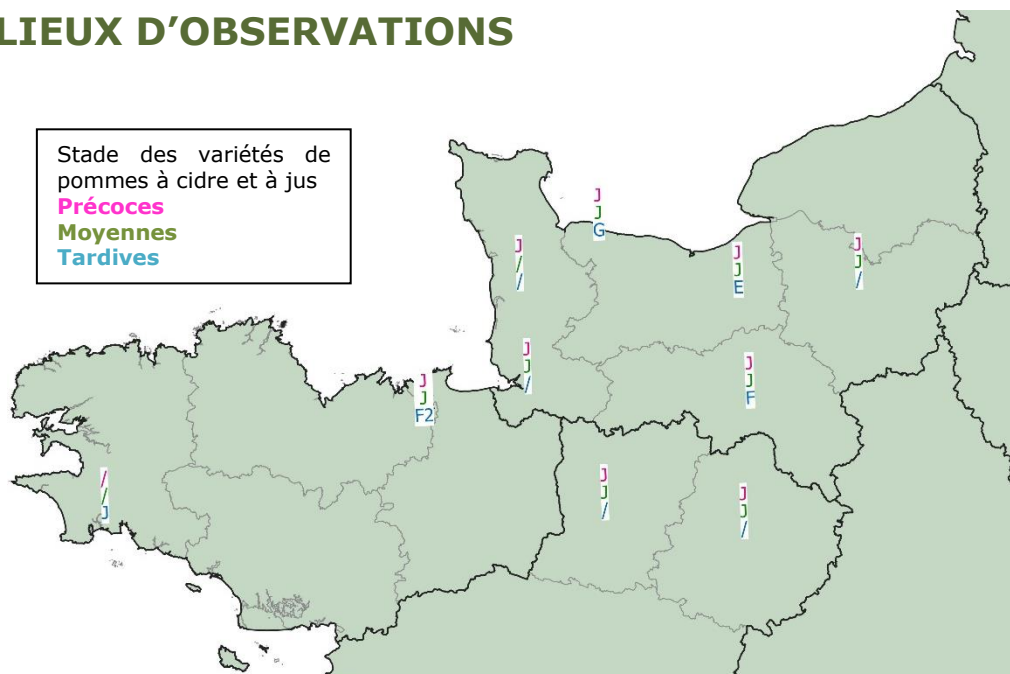 LIEUX D'OBSERVATIONS
Stade des variétés de
pommes à cidre et à jus
Précoces
Moyennes
Tardives
J
J
G
J
/
/
J
J
E
J
J
/
J
J
/
J
J
F
J
J
F2
/
/
J
J
J
/
J
J
/